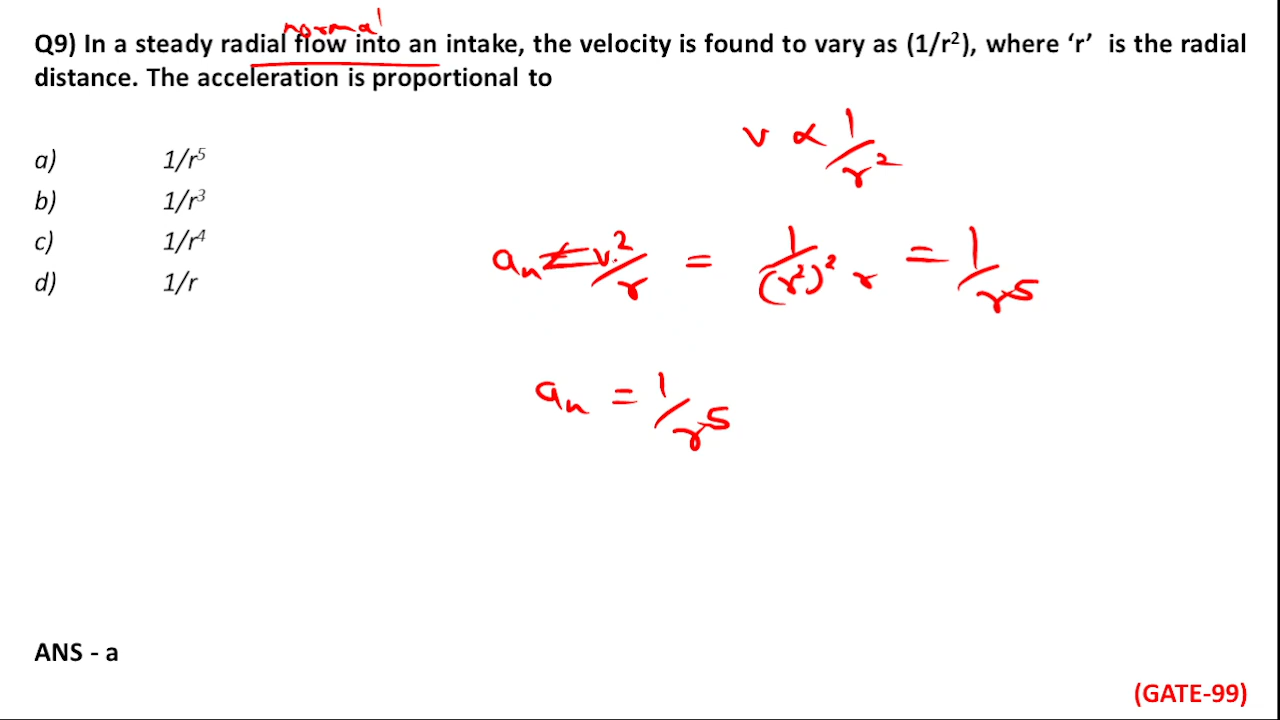 normal
Q9) In a steady radial flow into an intake, the velocity is found to vary as (1/r²), where ‘r’ is the radial
distance. The acceleration is proportional to
v ∝ 1/r²
a) 1/r⁵
b) 1/r³
c) 1/r⁴
d) 1/r
aₙ = v²/r = 1/(r²)² r = 1/r⁵
aₙ = 1/r⁵
ANS - a
(GATE-99)